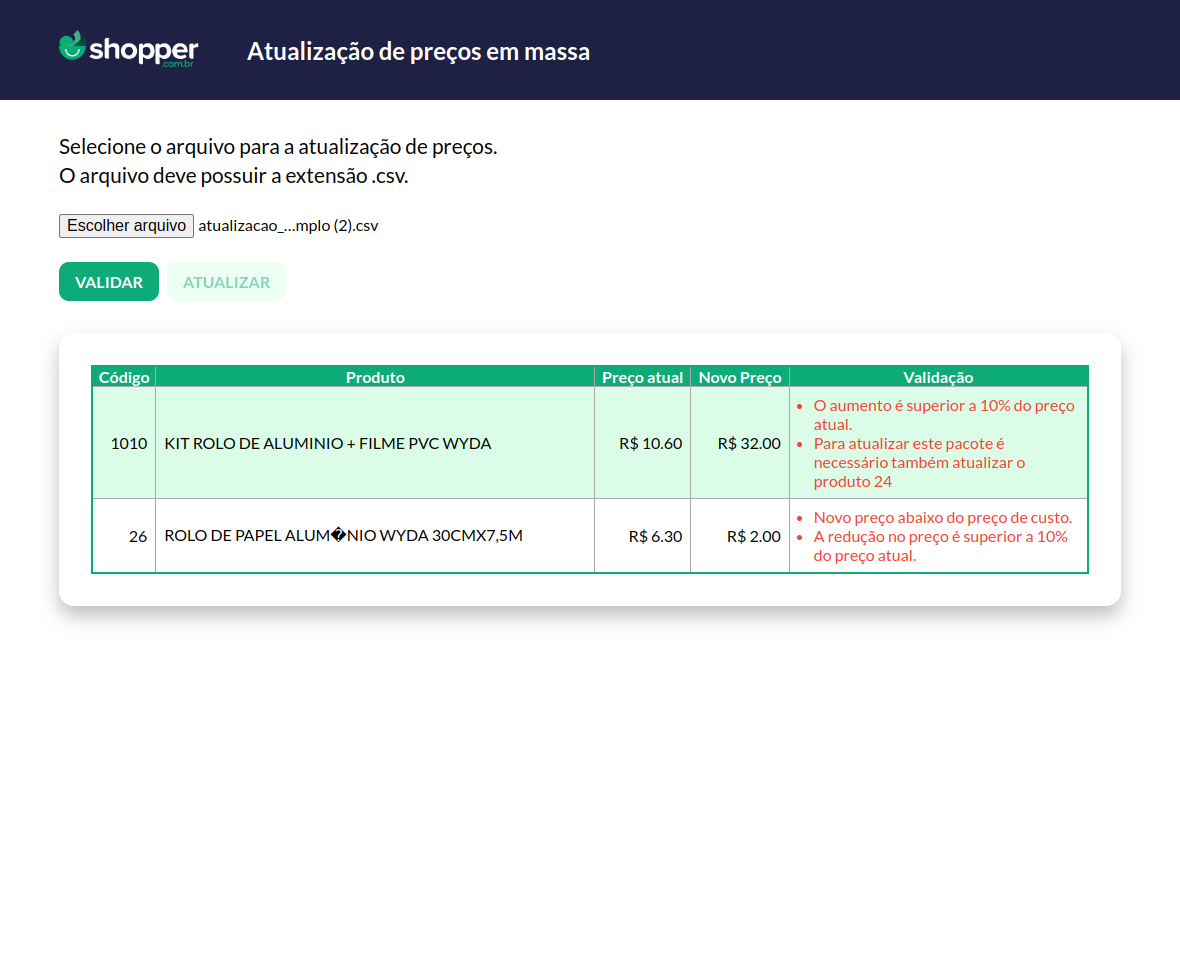 shopper
.com.br
Atualização de preços em massa
Selecione o arquivo para a atualização de preços.
O arquivo deve possuir a extensão .csv.
Escolher arquivo atualizacao_...mplo (2).csv
VALIDAR ATUALIZAR
Código Produto Preço atual Novo Preço Validação
1010 KIT ROLO DE ALUMINIO + FILME PVC WYDA R$ 10.60 R$ 32.00
• O aumento é superior a 10% do preço
atual.
• Para atualizar este pacote é
necessário também atualizar o
produto 24
26 ROLO DE PAPEL ALUM�NIO WYDA 30CMX7,5M R$ 6.30 R$ 2.00
• Novo preço abaixo do preço de custo.
• A redução no preço é superior a 10%
do preço atual.